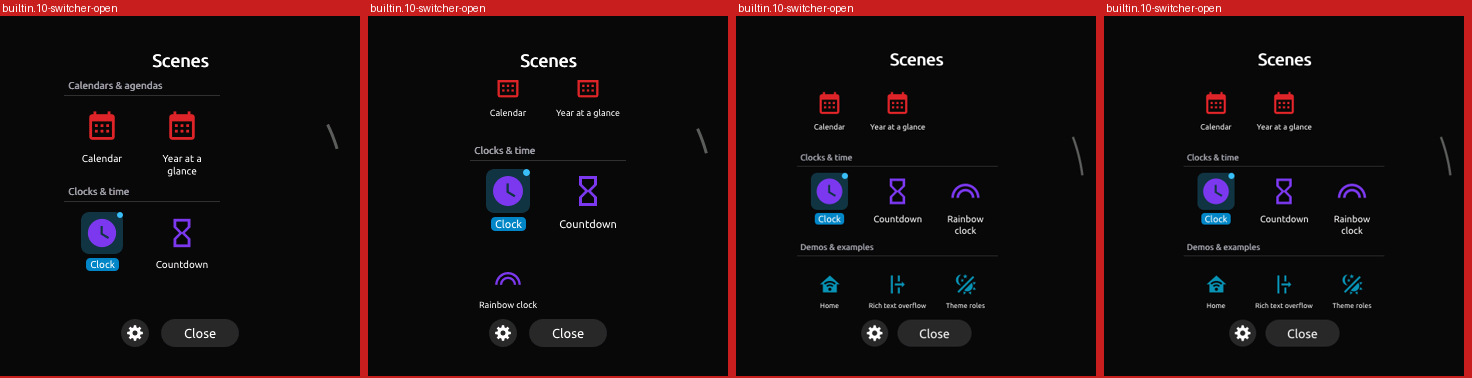 builtin.10-switcher-open
Scenes
Calendars & agendas
Calendar
Year at a
glance
Clocks & time
Clock
Countdown
Close
builtin.10-switcher-open
Scenes
Calendar
Year at a glance
Clocks & time
Clock
Countdown
Rainbow clock
Close
builtin.10-switcher-open
Scenes
Calendar
Year at a glance
Clocks & time
Clock
Countdown
Rainbow
clock
Demos & examples
Home
Rich text overflow
Theme roles
Close
builtin.10-switcher-open
Scenes
Calendar
Year at a glance
Clocks & time
Clock
Countdown
Rainbow
clock
Demos & examples
Home
Rich text overflow
Theme roles
Close